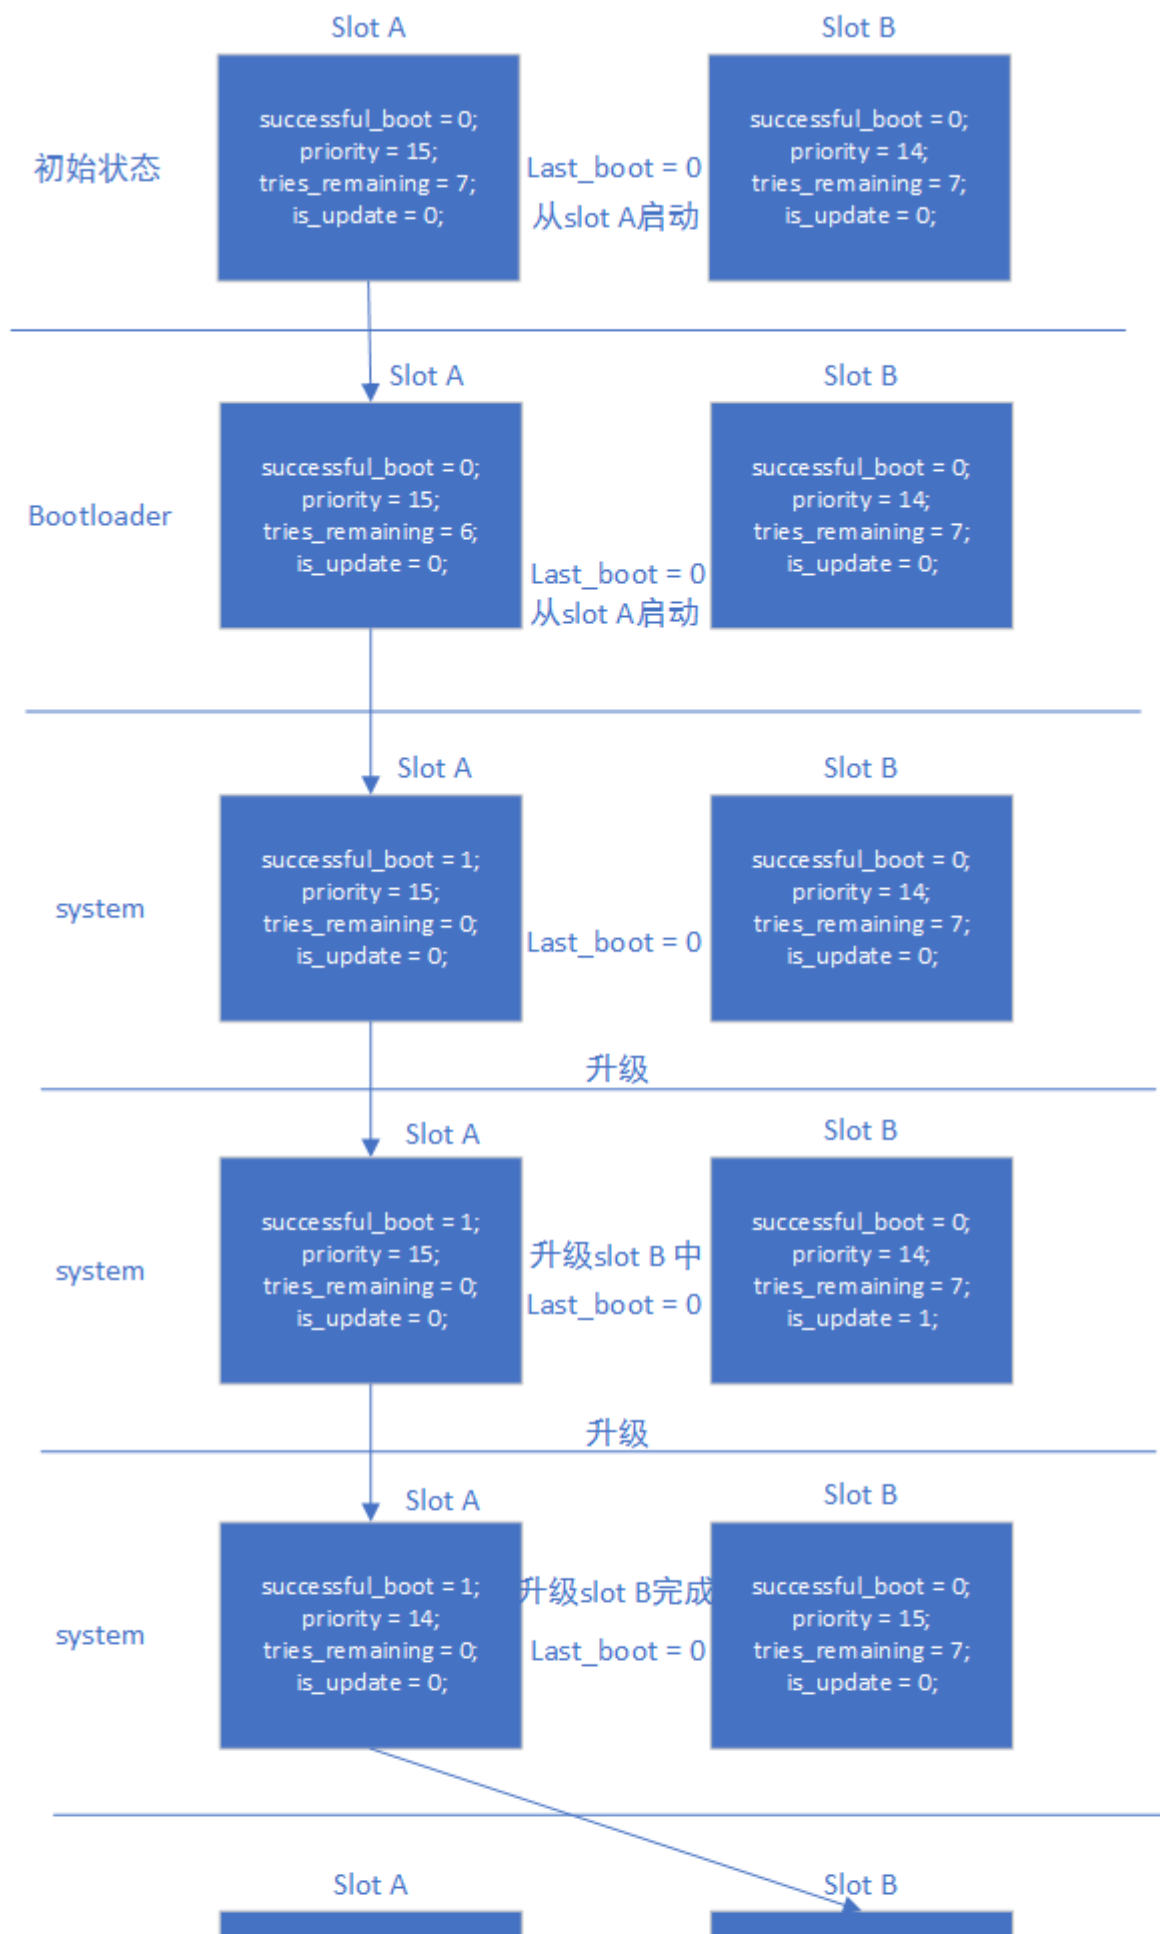 Slot A
Slot B
初始状态
successful_boot = 0;
priority = 15;
tries_remaining = 7;
is_update = 0;
Last_boot = 0
从slot A启动
successful_boot = 0;
priority = 14;
tries_remaining = 7;
is_update = 0;
Slot A
Slot B
Bootloader
successful_boot = 0;
priority = 15;
tries_remaining = 6;
is_update = 0;
Last_boot = 0
从slot A启动
successful_boot = 0;
priority = 14;
tries_remaining = 7;
is_update = 0;
Slot A
Slot B
system
successful_boot = 1;
priority = 15;
tries_remaining = 0;
is_update = 0;
Last_boot = 0
successful_boot = 0;
priority = 14;
tries_remaining = 7;
is_update = 0;
升级
Slot A
Slot B
system
successful_boot = 1;
priority = 15;
tries_remaining = 0;
is_update = 0;
升级slot B 中
Last_boot = 0
successful_boot = 0;
priority = 14;
tries_remaining = 7;
is_update = 1;
升级
Slot A
Slot B
system
successful_boot = 1;
priority = 14;
tries_remaining = 0;
is_update = 0;
升级slot B完成
Last_boot = 0
successful_boot = 0;
priority = 15;
tries_remaining = 7;
is_update = 0;
Slot A
Slot B